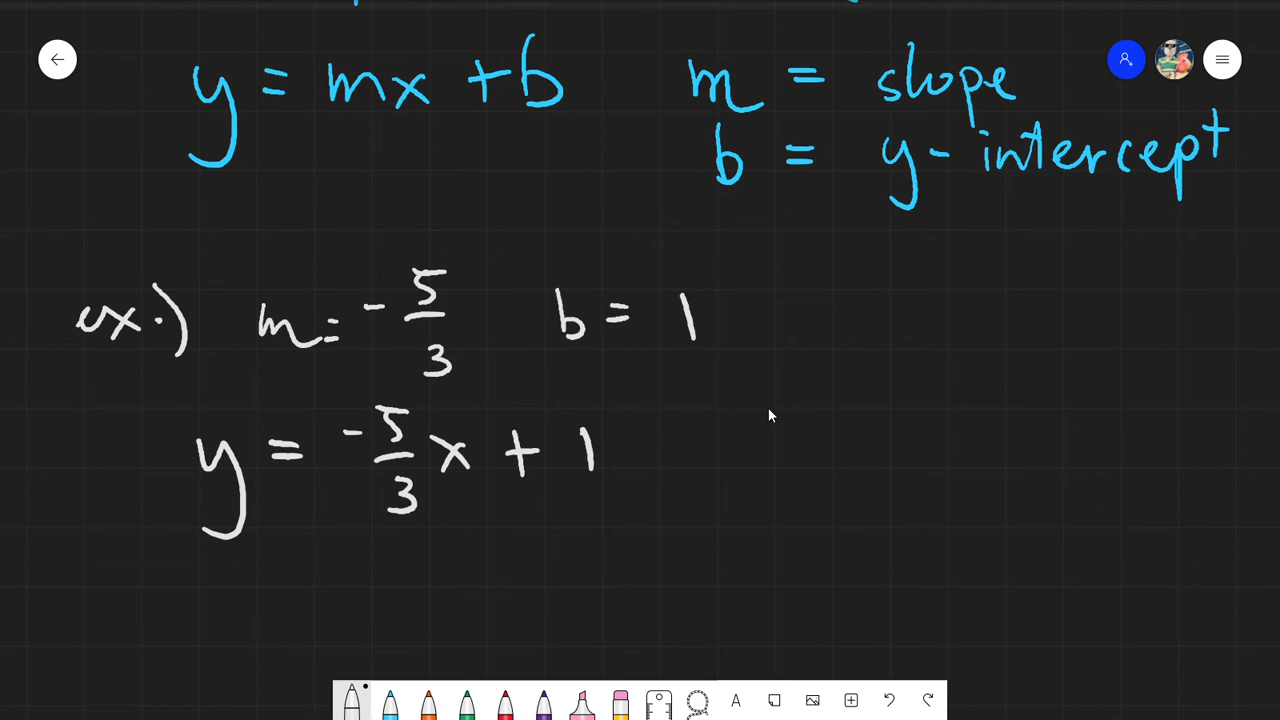 y = mx + b m = slope
b = y-intercept
ex.) m = -5/3 b = 1
y = -5/3 x + 1
A